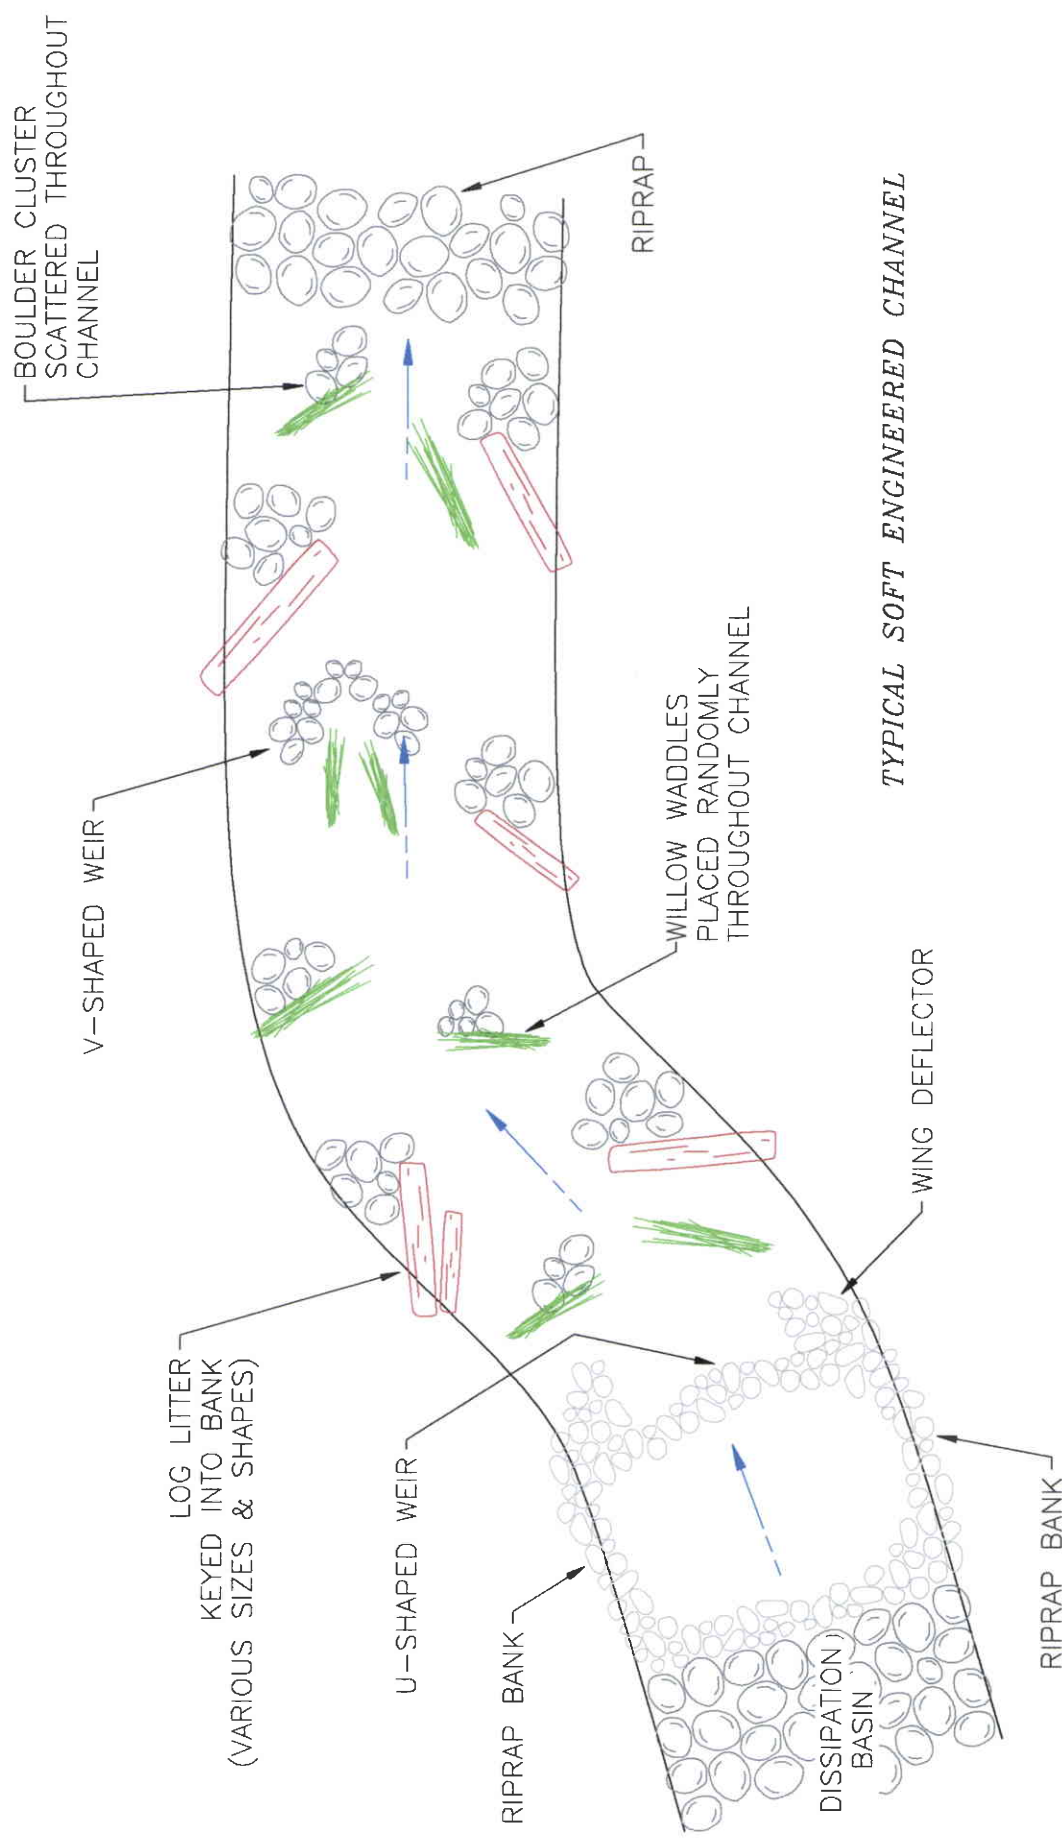 BOULDER CLUSTER
SCATTERED THROUGHOUT
CHANNEL
V-SHAPED WEIR
LOG LITTER
KEYED INTO BANK
(VARIOUS SIZES & SHAPES)
U-SHAPED WEIR
RIPRAP BANK
DISSIPATION
BASIN
RIPRAP
WILLOW WADDLES
PLACED RANDOMLY
THROUGHOUT CHANNEL
WING DEFLECTOR
RIPRAP BANK
TYPICAL SOFT ENGINEERED CHANNEL